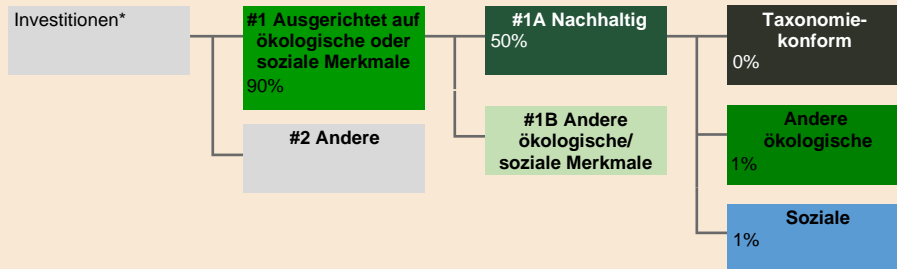 Investitionen*
#1 Ausgerichtet auf
ökologische oder
soziale Merkmale
90%
#2 Andere
#1A Nachhaltig
50%
#1B Andere
ökologische/
soziale Merkmale
Taxonomie-
konform
0%
Andere
ökologische
1%
Soziale
1%